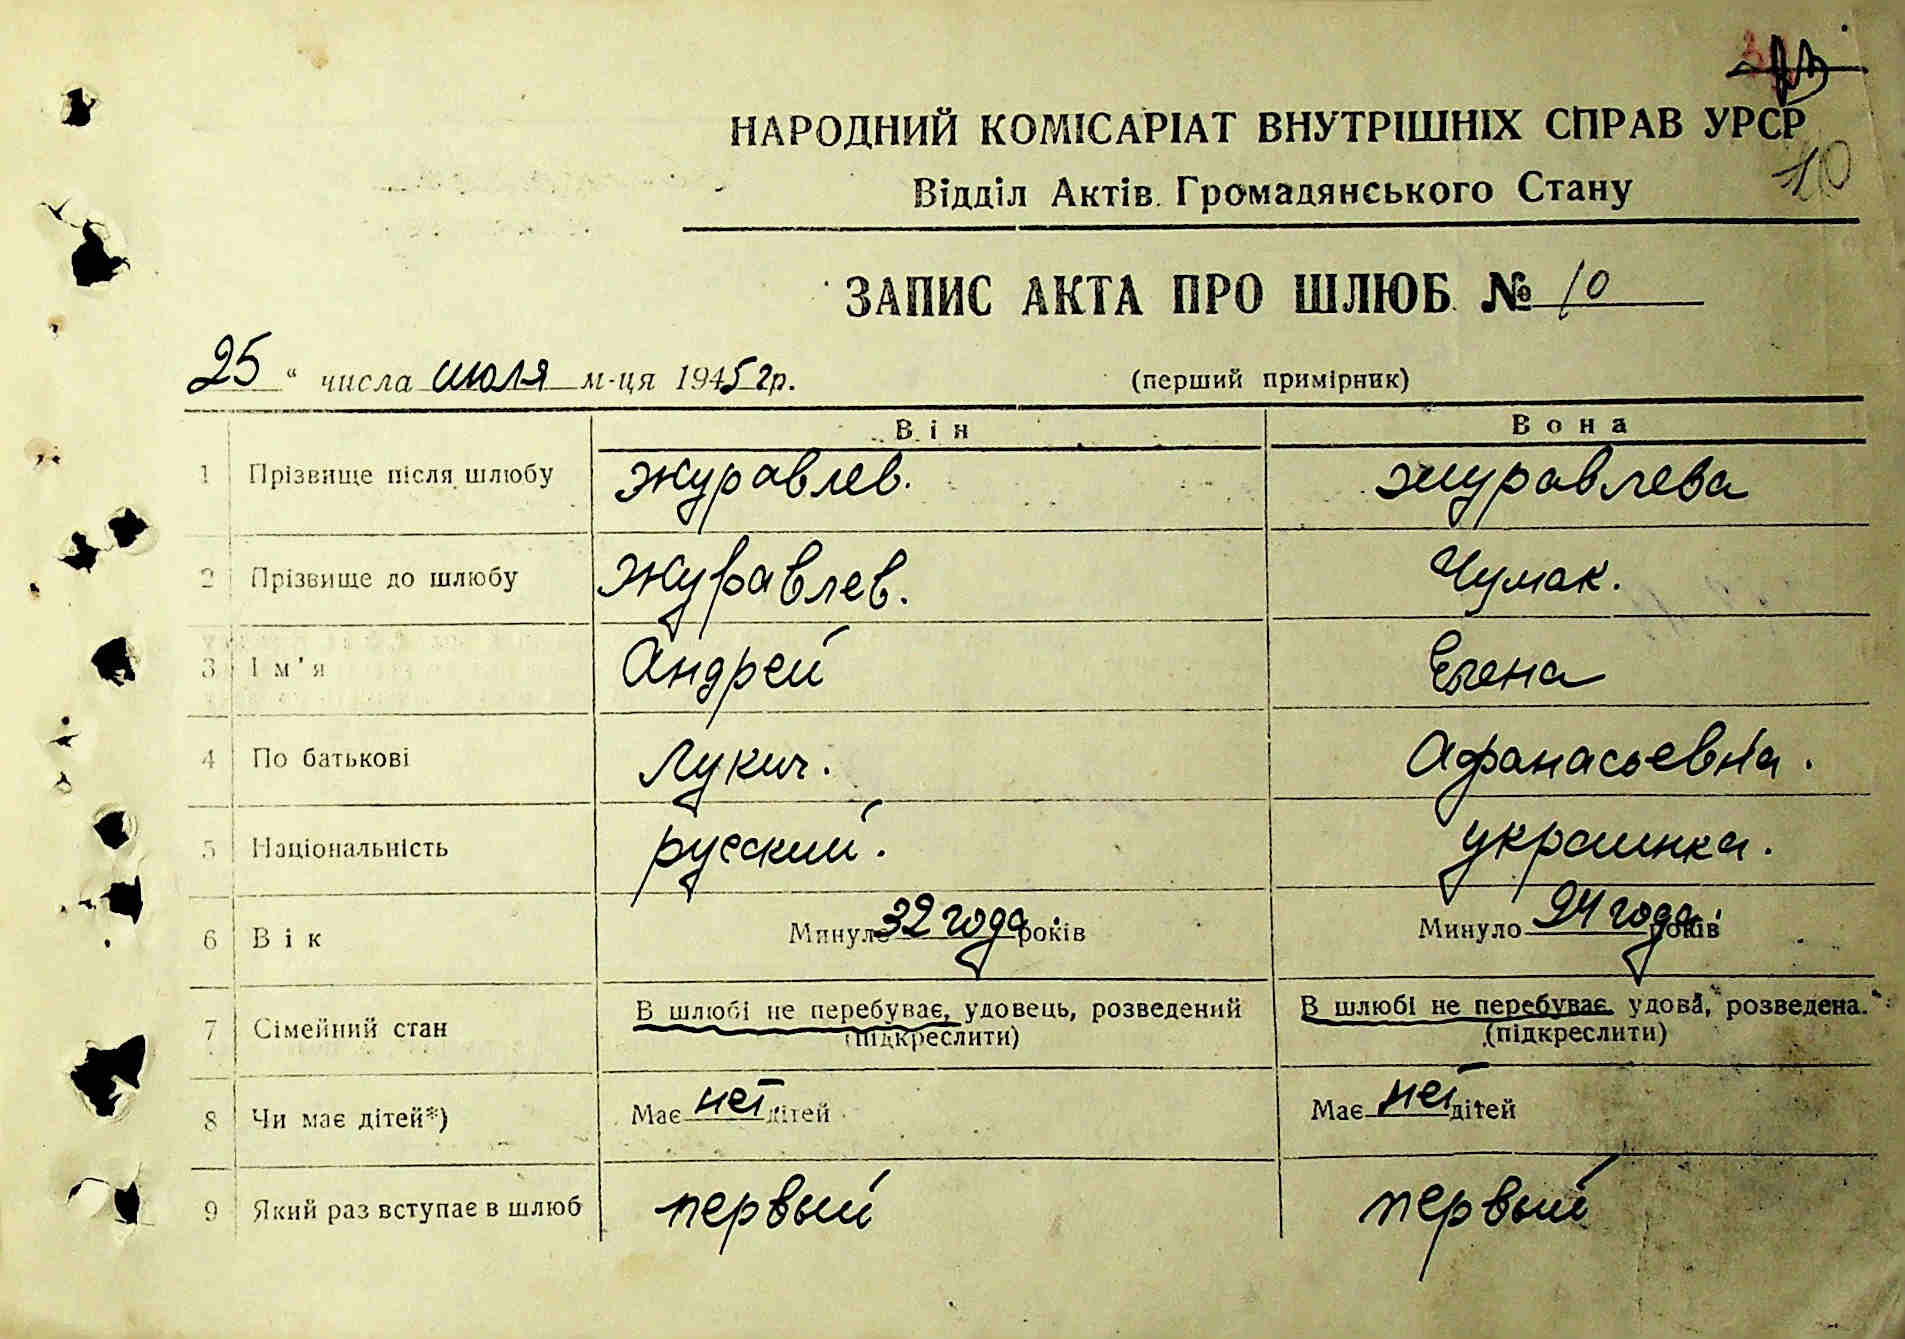 НАРОДНИЙ КОМІСАРІАТ ВНУТРІШНІХ СПРАВ УРСР
10
Відділ Актів Громадянського Стану
ЗАПИС АКТА ПРО ШЛЮБ № 10
25 " числа июля м-ця 1945 гр. (перший примірник)
Він Вона
1 Прізвище після шлюбу Журавлев. Журавлева
2 Прізвище до шлюбу Журавлев. Чумак.
3 Ім'я Андрей Елена
4 По батькові Лукич. Афанасьевна.
5 Національність русский. украинка.
6 Вік Минуло 32 года років Минуло 24 года років
7 Сімейний стан В шлюбі не перебуває, удовець, розведений В шлюбі не перебуває, удова, розведена.
(підкреслити) (підкреслити)
8 Чи має дітей*) Має нет дітей Має нет дітей
9 Який раз вступає в шлюб первый первый